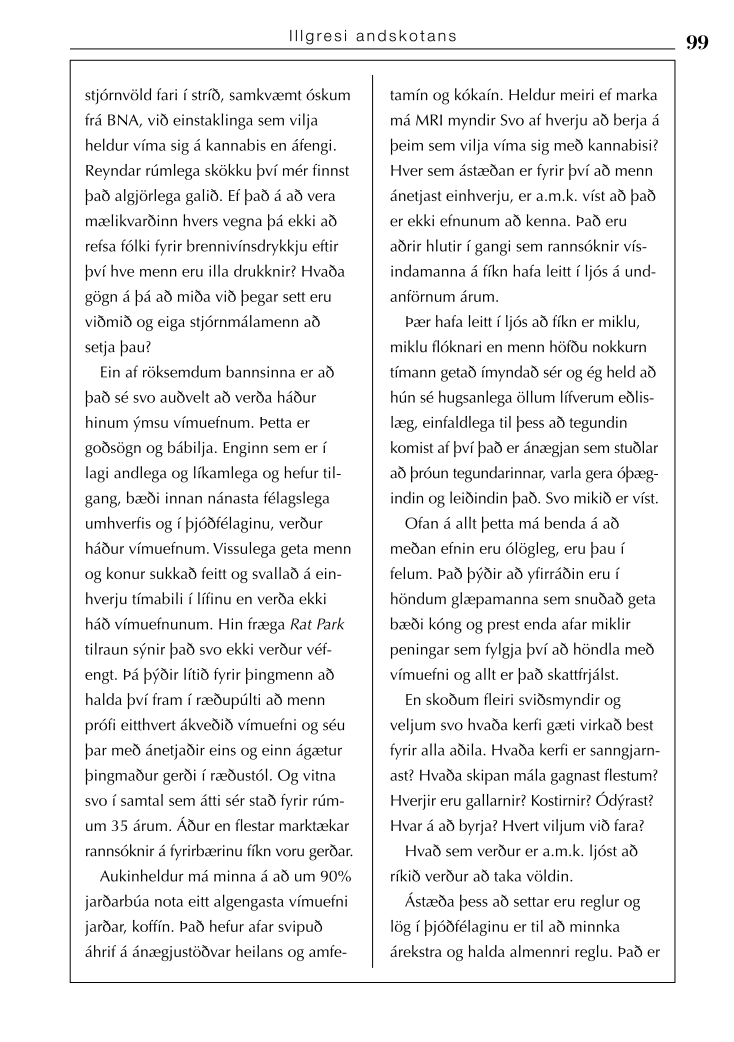 Illgresi andskotans
99
stjórnvöld fari í stríð, samkvæmt óskum
frá BNA, við einstaklinga sem vilja
heldur víma sig á kannabis en áfengi.
Reyndar rúmlega skökku því mér finnst
það algjörlega galið. Ef það á að vera
mælikvarðinn hvers vegna þá ekki að
refsa fólki fyrir brennivínsdrykkju eftir
því hve menn eru illa drukknir? Hvaða
gögn á þá að miða við þegar sett eru
viðmið og eiga stjórnmálamenn að
setja þau?
Ein af röksemdum bannsinna er að
það sé svo auðvelt að verða háður
hinum ýmsu vímuefnum. Þetta er
goðsögn og bábilja. Enginn sem er í
lagi andlega og líkamlega og hefur til-
gang, bæði innan nánasta félagslega
umhverfis og í þjóðfélaginu, verður
háður vímuefnum. Vissulega geta menn
og konur sukkað feitt og svallað á ein-
hverju tímabili í lífinu en verða ekki
háð vímuefnunum. Hin fræga Rat Park
tilraun sýnir það svo ekki verður véf-
engt. Þá þýðir lítið fyrir þingmenn að
halda því fram í ræðupúlti að menn
prófi eitthvert ákveðið vímuefni og séu
þar með ánetjaðir eins og einn ágætur
þingmaður gerði í ræðustól. Og vitna
svo í samtal sem átti sér stað fyrir rúm-
um 35 árum. Áður en flestar marktækar
rannsóknir á fyrirbærinu fíkn voru gerðar.
Aukinheldur má minna á að um 90%
jarðarbúa nota eitt algengasta vímuefni
jarðar, koffín. Það hefur afar svipuð
áhrif á ánægjustöðvar heilans og amfe-
tamín og kókaín. Heldur meiri ef marka
má MRI myndir Svo af hverju að berja á
þeim sem vilja víma sig með kannabisi?
Hver sem ástæðan er fyrir því að menn
ánetjast einhverju, er a.m.k. víst að það
er ekki efnunum að kenna. Það eru
aðrir hlutir í gangi sem rannsóknir vís-
indamanna á fíkn hafa leitt í ljós á und-
anförnum árum.
Þær hafa leitt í ljós að fíkn er miklu,
miklu flóknari en menn höfðu nokkurn
tímann getað ímyndað sér og ég held að
hún sé hugsanlega öllum lífverum eðlis-
læg, einfaldlega til þess að tegundin
komist af því það er ánægjan sem stuðlar
að þróun tegundarinnar, varla gera óþæg-
indin og leiðindin það. Svo mikið er víst.
Ofan á allt þetta má benda á að
meðan efnin eru ólögleg, eru þau í
felum. Það þýðir að yfirráðin eru í
höndum glæpamanna sem snuðað geta
bæði kóng og prest enda afar miklir
peningar sem fylgja því að höndla með
vímuefni og allt er það skattfrjálst.
En skoðum fleiri sviðsmyndir og
veljum svo hvaða kerfi gæti virkað best
fyrir alla aðila. Hvaða kerfi er sanngjarn-
ast? Hvaða skipan mála gagnast flestum?
Hverjir eru gallarnir? Kostirnir? Ódýrast?
Hvar á að byrja? Hvert viljum við fara?
Hvað sem verður er a.m.k. ljóst að
ríkið verður að taka völdin.
Ástæða þess að settar eru reglur og
lög í þjóðfélaginu er til að minnka
árekstra og halda almennri reglu. Það er